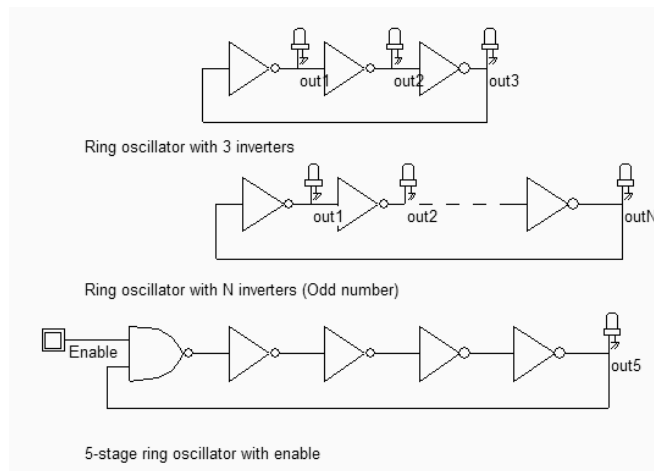 out1
out2
out3
Ring oscillator with 3 inverters
out1
out2
outN
Ring oscillator with N inverters (Odd number)
Enable
out5
5-stage ring oscillator with enable